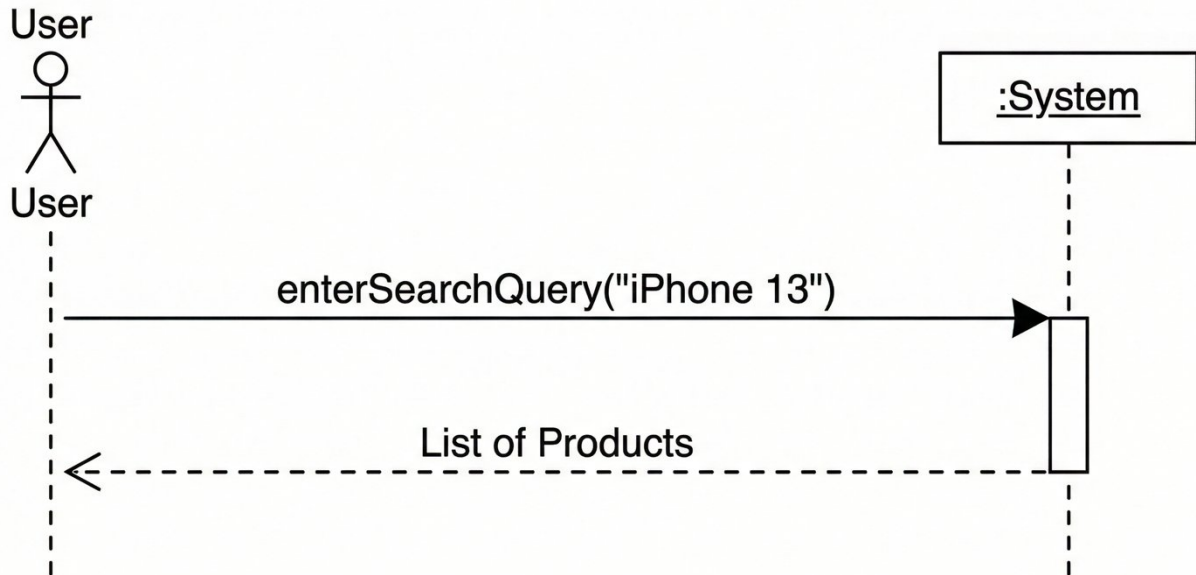 User
:System
User
enterSearchQuery("iPhone 13")
List of Products